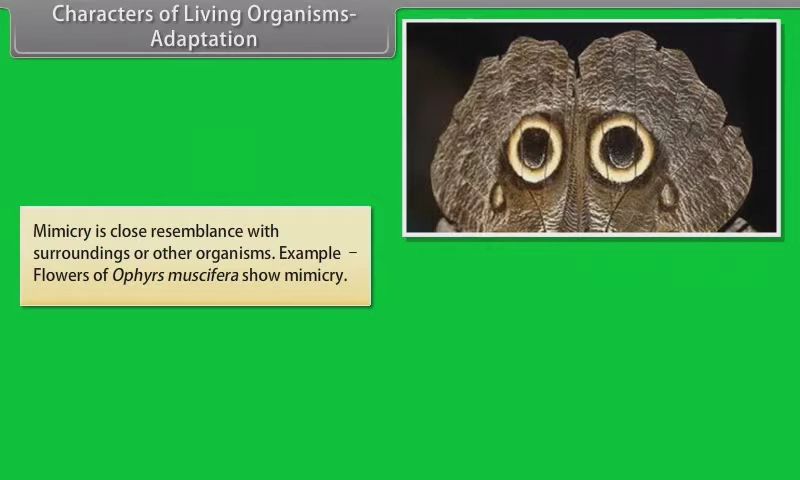 Characters of Living Organisms-
Adaptation
Mimicry is close resemblance with
surroundings or other organisms. Example –
Flowers of Ophyrs muscifera show mimicry.